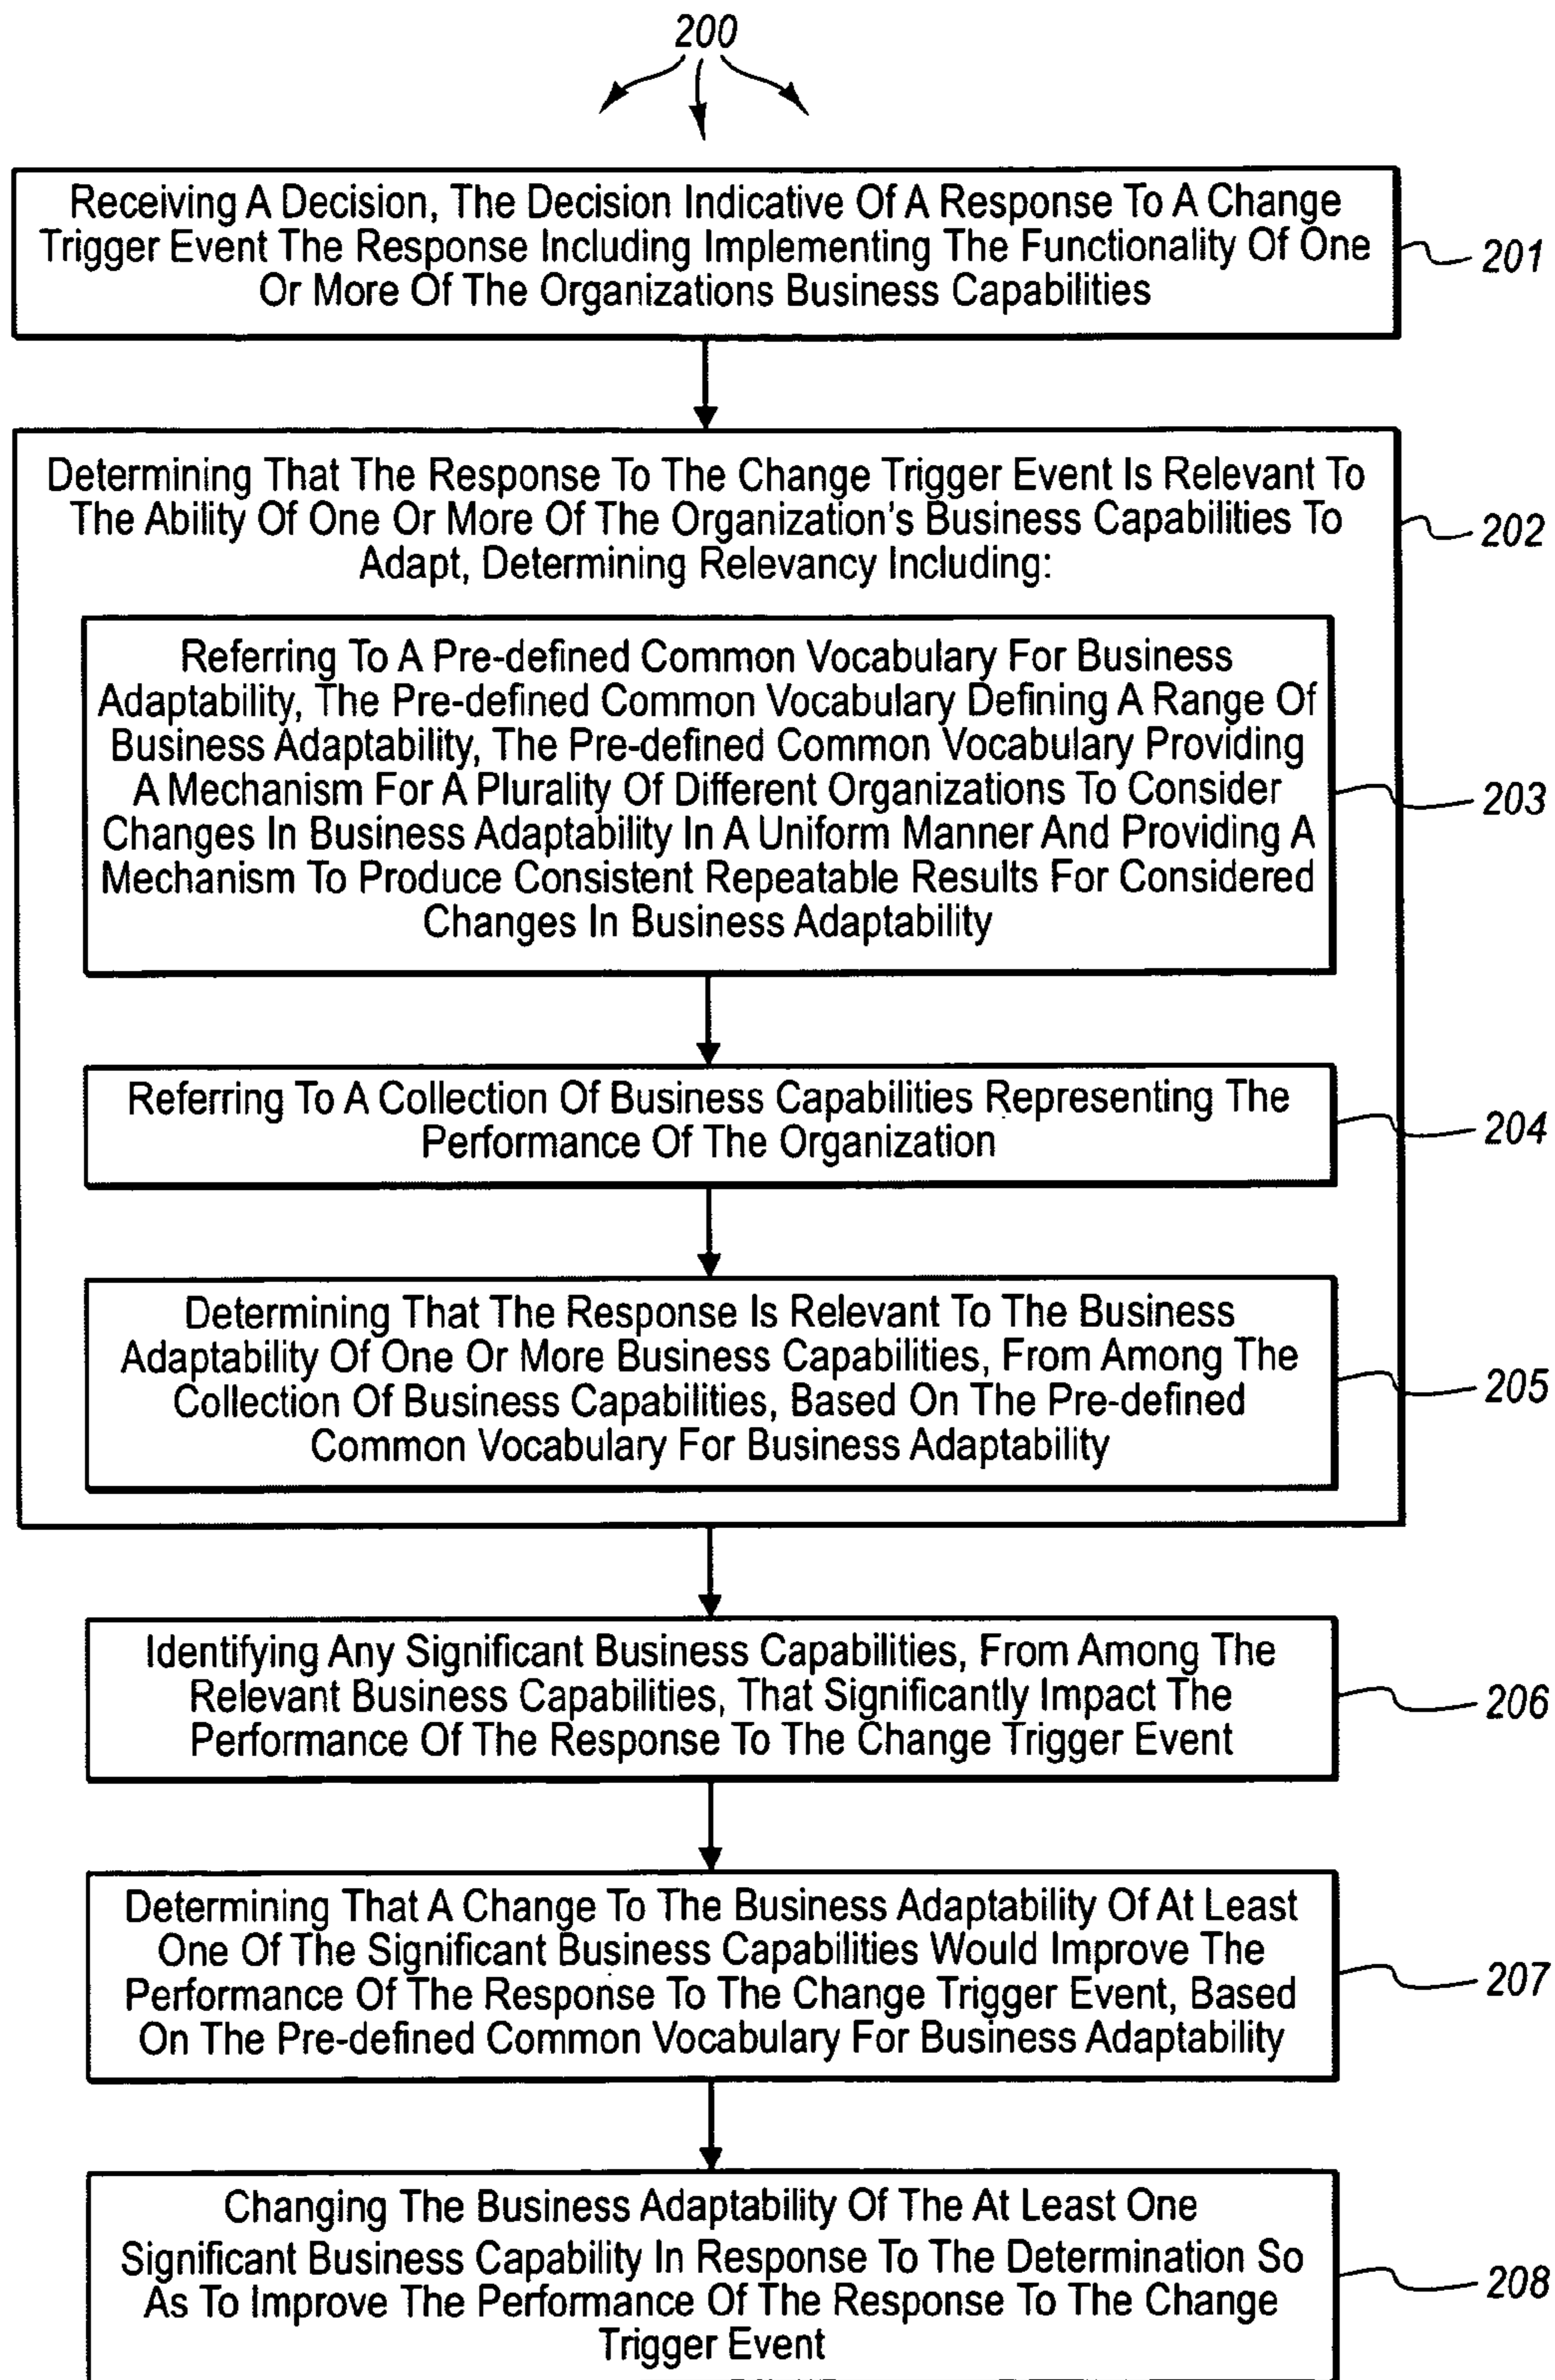 200
Receiving A Decision, The Decision Indicative Of A Response To A Change
Trigger Event The Response Including Implementing The Functionality Of One
Or More Of The Organizations Business Capabilities
201
Determining That The Response To The Change Trigger Event Is Relevant To
The Ability Of One Or More Of The Organization's Business Capabilities To
Adapt, Determining Relevancy Including:
202
Referring To A Pre-defined Common Vocabulary For Business
Adaptability, The Pre-defined Common Vocabulary Defining A Range Of
Business Adaptability, The Pre-defined Common Vocabulary Providing
A Mechanism For A Plurality Of Different Organizations To Consider
Changes In Business Adaptability In A Uniform Manner And Providing A
Mechanism To Produce Consistent Repeatable Results For Considered
Changes In Business Adaptability
203
Referring To A Collection Of Business Capabilities Representing The
Performance Of The Organization
204
Determining That The Response Is Relevant To The Business
Adaptability Of One Or More Business Capabilities, From Among The
Collection Of Business Capabilities, Based On The Pre-defined
Common Vocabulary For Business Adaptability
205
Identifying Any Significant Business Capabilities, From Among The
Relevant Business Capabilities, That Significantly Impact The
Performance Of The Response To The Change Trigger Event
206
Determining That A Change To The Business Adaptability Of At Least
One Of The Significant Business Capabilities Would Improve The
Performance Of The Response To The Change Trigger Event, Based
On The Pre-defined Common Vocabulary For Business Adaptability
207
Changing The Business Adaptability Of The At Least One
Significant Business Capability In Response To The Determination So
As To Improve The Performance Of The Response To The Change
Trigger Event
208